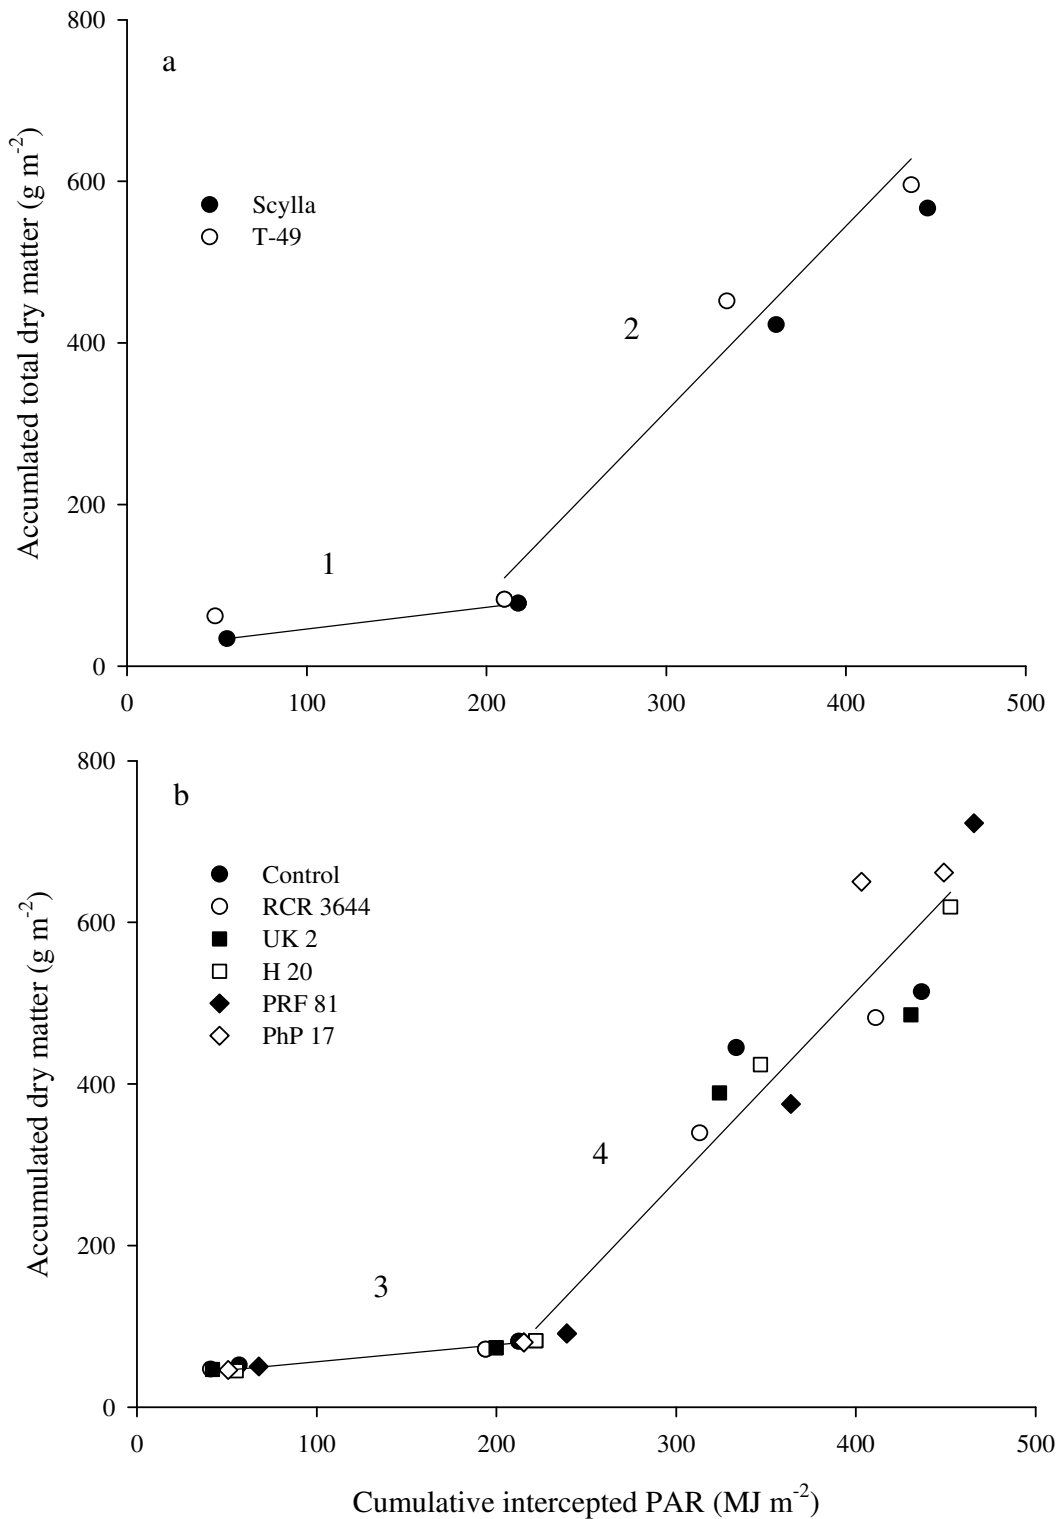 800
a
Scylla
T-49
600
2
400
200
1
0
0 100 200 300 400 500
Accumlated total dry matter (g m⁻²)
800
b
Control
RCR 3644
UK 2
H 20
PRF 81
PhP 17
600
400
4
200
3
0
0 100 200 300 400 500
Accumulated dry matter (g m⁻²)
Cumulative intercepted PAR (MJ m⁻²)